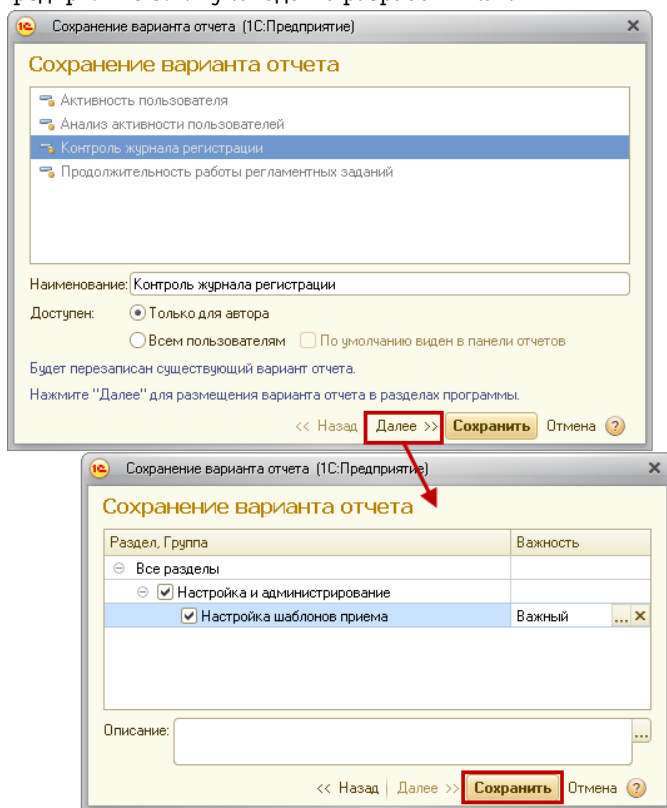 Сохранение варианта отчета (1С:Предприятие)
Сохранение варианта отчета
Активность пользователя
Анализ активности пользователей
Контроль журнала регистрации
Продолжительность работы регламентных заданий
Наименование: Контроль журнала регистрации
Доступен: Только для автора
Всем пользователям По умолчанию виден в панели отчетов
Будет перезаписан существующий вариант отчета.
Нажмите "Далее" для размещения варианта отчета в разделах программы.
<< Назад Далее >> Сохранить Отмена ?
Сохранение варианта отчета (1С:Предприятие)
Сохранение варианта отчета
Раздел, Группа Важность
Все разделы
Настройка и администрирование
Настройка шаблонов приема Важный ...
Описание: ...
<< Назад Далее >> Сохранить Отмена ?